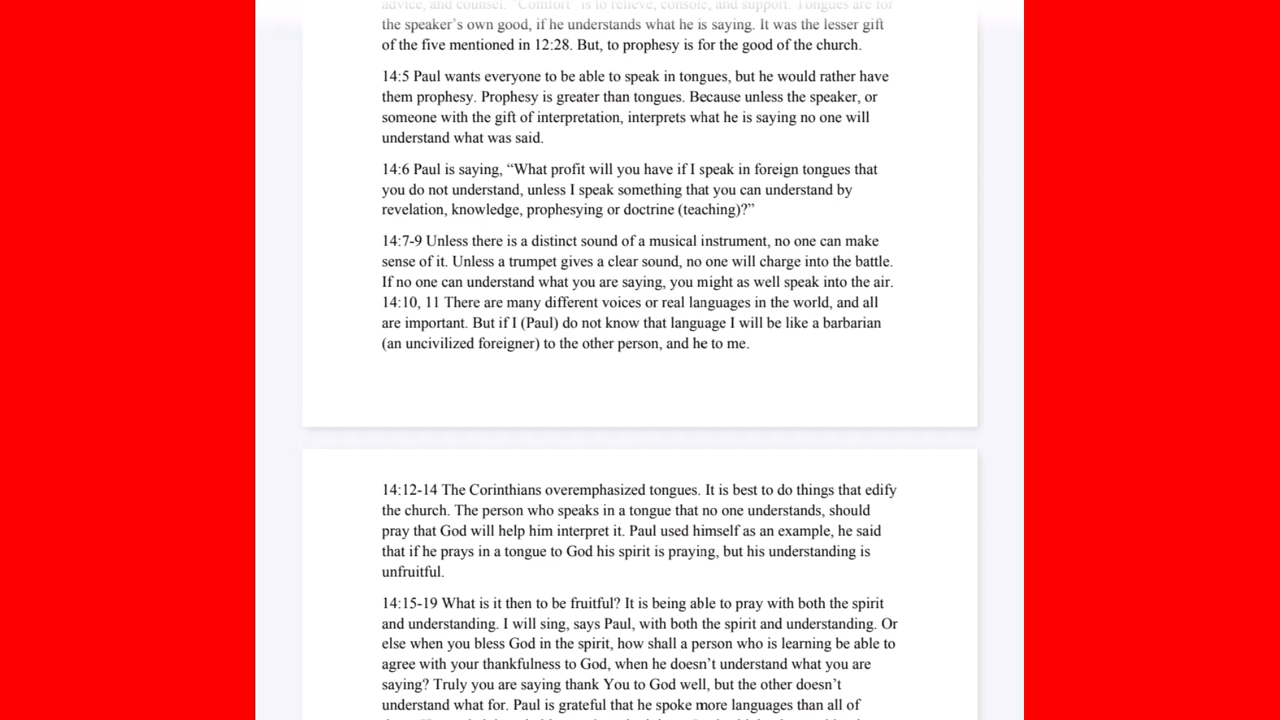 advice, and counsel. "Comfort" is to relieve, console, and support. Tongues are for
the speaker’s own good, if he understands what he is saying. It was the lesser gift
of the five mentioned in 12:28. But, to prophesy is for the good of the church.
14:5 Paul wants everyone to be able to speak in tongues, but he would rather have
them prophesy. Prophesy is greater than tongues. Because unless the speaker, or
someone with the gift of interpretation, interprets what he is saying no one will
understand what was said.
14:6 Paul is saying, “What profit will you have if I speak in foreign tongues that
you do not understand, unless I speak something that you can understand by
revelation, knowledge, prophesying or doctrine (teaching)?”
14:7-9 Unless there is a distinct sound of a musical instrument, no one can make
sense of it. Unless a trumpet gives a clear sound, no one will charge into the battle.
If no one can understand what you are saying, you might as well speak into the air.
14:10, 11 There are many different voices or real languages in the world, and all
are important. But if I (Paul) do not know that language I will be like a barbarian
(an uncivilized foreigner) to the other person, and he to me.
14:12-14 The Corinthians overemphasized tongues. It is best to do things that edify
the church. The person who speaks in a tongue that no one understands, should
pray that God will help him interpret it. Paul used himself as an example, he said
that if he prays in a tongue to God his spirit is praying, but his understanding is
unfruitful.
14:15-19 What is it then to be fruitful? It is being able to pray with both the spirit
and understanding. I will sing, says Paul, with both the spirit and understanding. Or
else when you bless God in the spirit, how shall a person who is learning be able to
agree with your thankfulness to God, when he doesn’t understand what you are
saying? Truly you are saying thank You to God well, but the other doesn’t
understand what for. Paul is grateful that he spoke more languages than all of